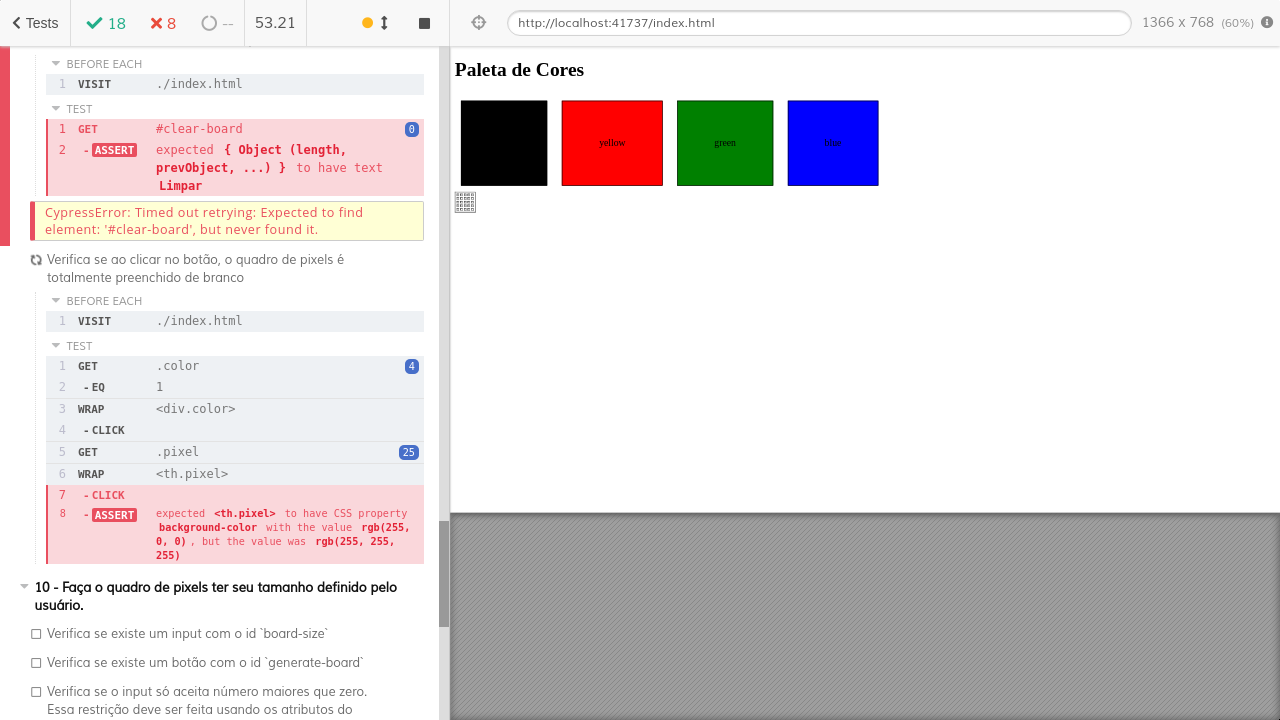 Tests
18
8
--
53.21
http://localhost:41737/index.html
1366 x 768 (60%)
BEFORE EACH
1 VISIT ./index.html
TEST
1 GET #clear-board 0
2 - ASSERT expected { Object (length,
prevObject, ...) } to have text
Limpar
CypressError: Timed out retrying: Expected to find
element: '#clear-board', but never found it.
Verifica se ao clicar no botão, o quadro de pixels é
totalmente preenchido de branco
BEFORE EACH
1 VISIT ./index.html
TEST
1 GET .color 4
2 - EQ 1
3 WRAP <div.color>
4 - CLICK
5 GET .pixel 25
6 WRAP <th.pixel>
7 - CLICK
8 - ASSERT expected <th.pixel> to have CSS property
background-color with the value rgb(255,
0, 0) , but the value was rgb(255, 255,
255)
10 - Faça o quadro de pixels ter seu tamanho definido pelo
usuário.
Verifica se existe um input com o id `board-size`
Verifica se existe um botão com o id `generate-board`
Verifica se o input só aceita número maiores que zero.
Essa restrição deve ser feita usando os atributos do
Paleta de Cores
yellow
green
blue